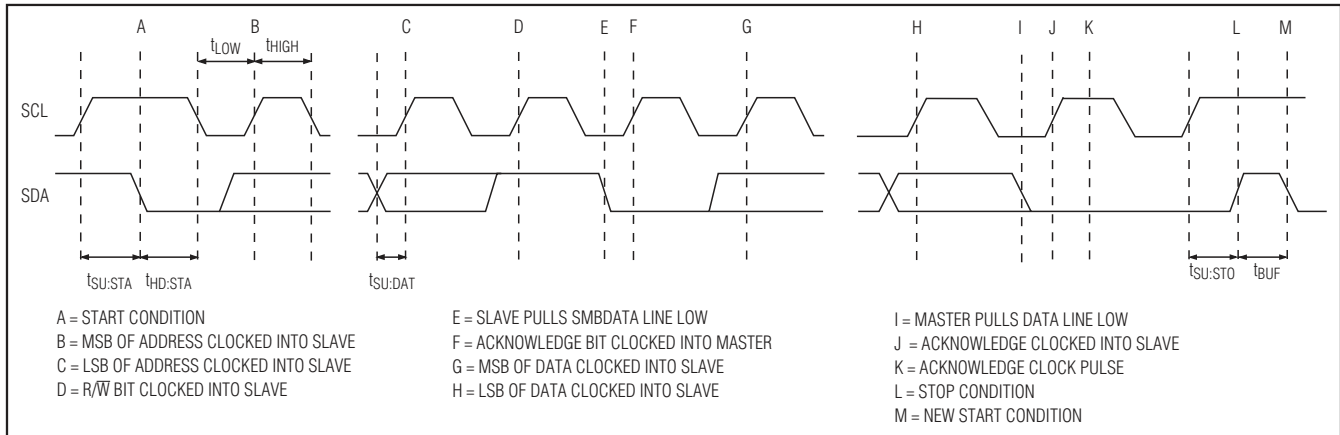 A B C D E F G H I J K L M
tLOW tHIGH
SCL
SDA
tSU:STA tHD:STA tSU:DAT tSU:STO tBUF
A = START CONDITION
B = MSB OF ADDRESS CLOCKED INTO SLAVE
C = LSB OF ADDRESS CLOCKED INTO SLAVE
D = R/W̅ BIT CLOCKED INTO SLAVE
E = SLAVE PULLS SMBDATA LINE LOW
F = ACKNOWLEDGE BIT CLOCKED INTO MASTER
G = MSB OF DATA CLOCKED INTO SLAVE
H = LSB OF DATA CLOCKED INTO SLAVE
I = MASTER PULLS DATA LINE LOW
J = ACKNOWLEDGE CLOCKED INTO SLAVE
K = ACKNOWLEDGE CLOCK PULSE
L = STOP CONDITION
M = NEW START CONDITION